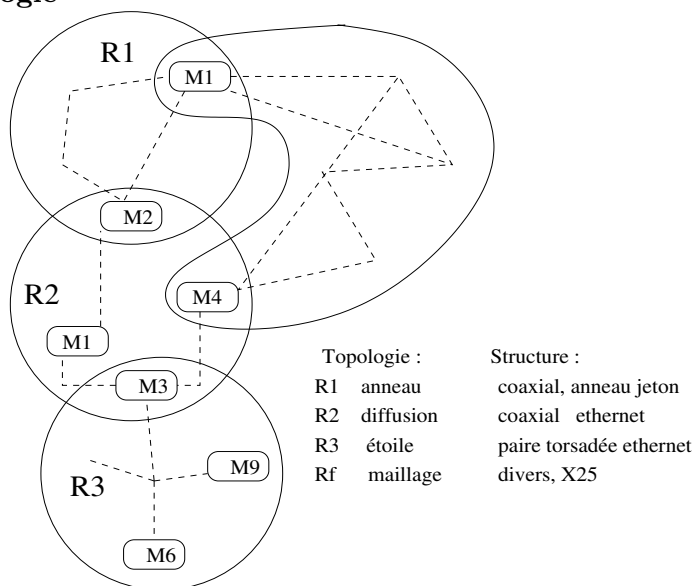 R1
M1
M2
R2
M4
M1
M3
R3
M9
M6
Topologie : Structure :
R1 anneau coaxial, anneau jeton
R2 diffusion coaxial ethernet
R3 étoile paire torsadée ethernet
Rf maillage divers, X25